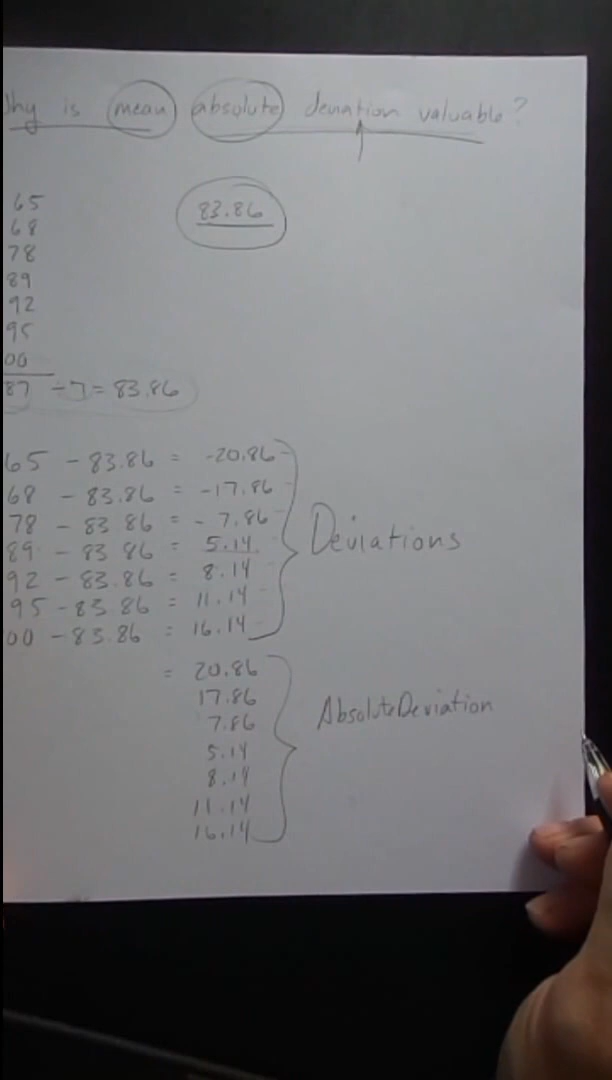 hy is mean absolute deviation valuable?
83.86
65
68
78
89
92
95
00
87 ÷ 7 = 83.86
65 - 83.86 = -20.86
68 - 83.86 = -17.86
78 - 83.86 = -7.86
89 - 83.86 = 5.14
92 - 83.86 = 8.14
95 - 83.86 = 11.14
00 - 83.86 = 16.14
Deviations
= 20.86
17.86
7.86
5.14
8.14
11.14
16.14
Absolute Deviation